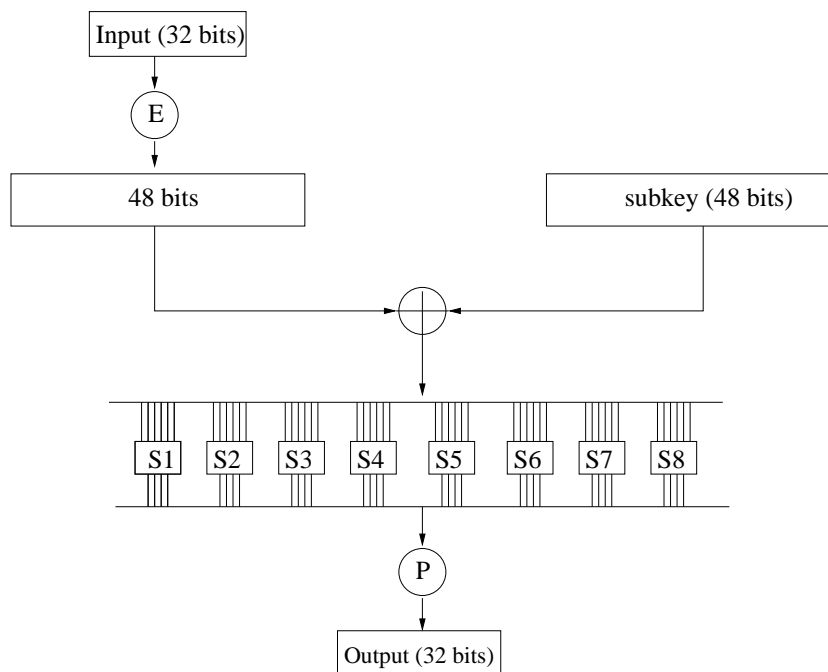 Input (32 bits)
E
48 bits
subkey (48 bits)
S1 S2 S3 S4 S5 S6 S7 S8
P
Output (32 bits)